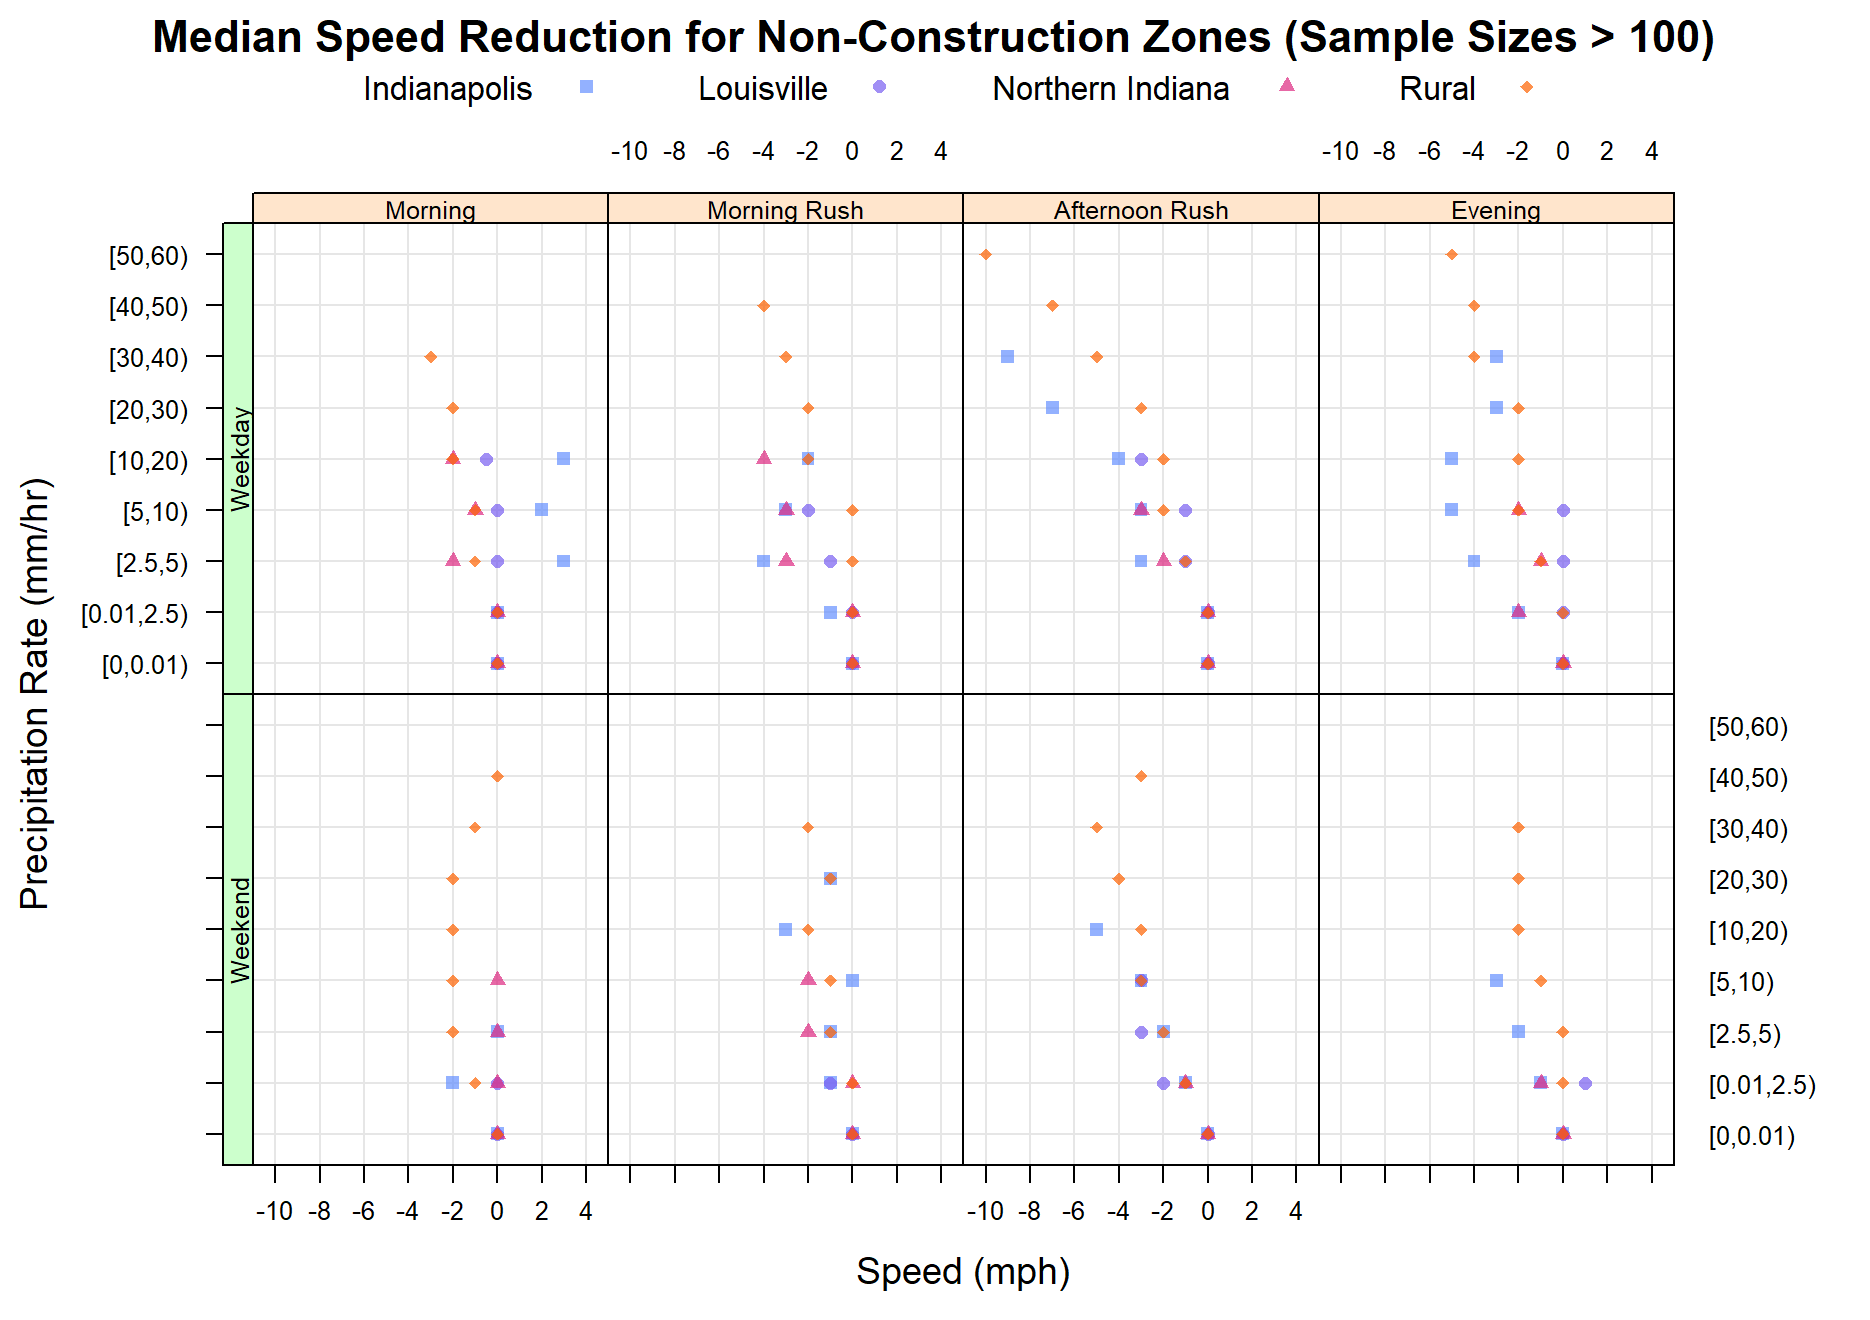 Median Speed Reduction for Non-Construction Zones (Sample Sizes > 100)
Indianapolis Louisville Northern Indiana Rural
-10 -8 -6 -4 -2 0 2 4 -10 -8 -6 -4 -2 0 2 4
Morning Morning Rush Afternoon Rush Evening
[50,60)
[40,50)
[30,40)
[20,30)
[10,20)
[5,10)
[2.5,5)
[0.01,2.5)
[0,0.01)
Weekday
Precipitation Rate (mm/hr)
Weekend
[50,60)
[40,50)
[30,40)
[20,30)
[10,20)
[5,10)
[2.5,5)
[0.01,2.5)
[0,0.01)
-10 -8 -6 -4 -2 0 2 4 -10 -8 -6 -4 -2 0 2 4
Speed (mph)